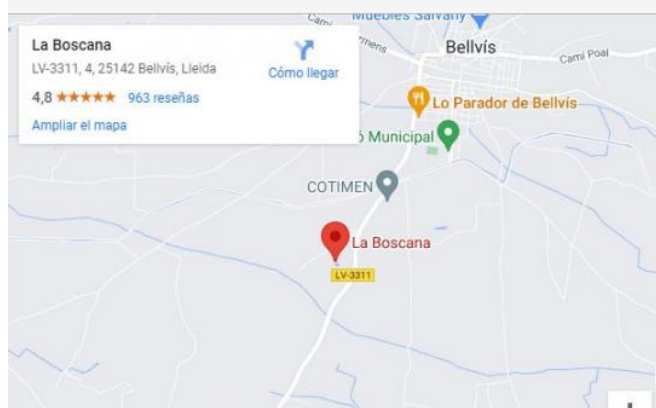 La Boscana
LV-3311, 4, 25142 Bellvís, Lleida
4,8
963 reseñas
Ampliar el mapa
Cómo llegar
Muebles Salvany
Bellvís
Camí Poal
Lo Parador de Bellvís
Municipal
COTIMEN
La Boscana
LV-3311